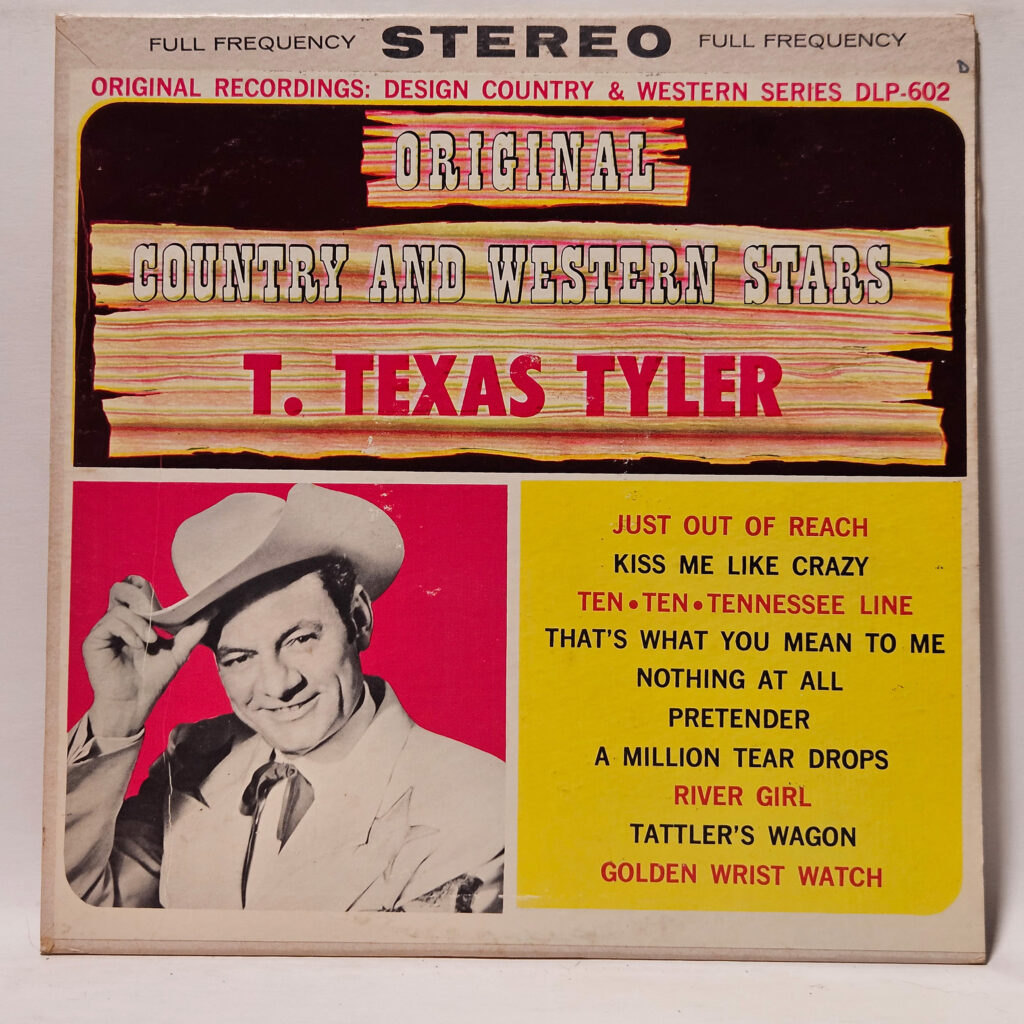 FULL FREQUENCY STEREO FULL FREQUENCY
D
ORIGINAL RECORDINGS: DESIGN COUNTRY & WESTERN SERIES DLP-602
ORIGINAL
COUNTRY AND WESTERN STARS
T. TEXAS TYLER
JUST OUT OF REACH
KISS ME LIKE CRAZY
TEN•TEN•TENNESSEE LINE
THAT'S WHAT YOU MEAN TO ME
NOTHING AT ALL
PRETENDER
A MILLION TEAR DROPS
RIVER GIRL
TATTLER'S WAGON
GOLDEN WRIST WATCH